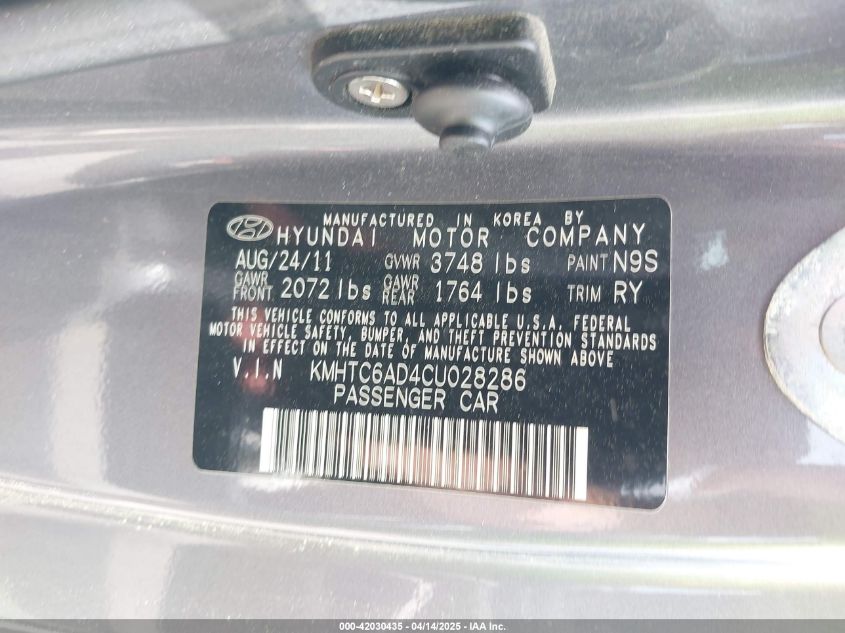 MANUFACTURED IN KOREA BY
HYUNDAI MOTOR COMPANY
AUG/24/11 GVWR 3748 lbs PAINT N9S
GAWR FRONT 2072 lbs GAWR REAR 1764 lbs TRIM RY
THIS VEHICLE CONFORMS TO ALL APPLICABLE U.S.A. FEDERAL
MOTOR VEHICLE SAFETY, BUMPER, AND THEFT PREVENTION STANDARDS
IN EFFECT ON THE DATE OF MANUFACTURE SHOWN ABOVE
V.I.N KMHTC6AD4CU028286
PASSENGER CAR
000-42030435 - 04/14/2025 - IAA Inc.